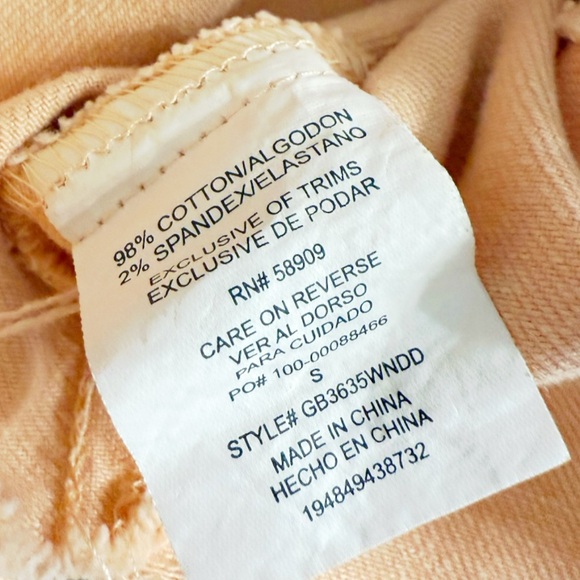 98% COTTON/ALGODON
2% SPANDEX/ELASTANO
EXCLUSIVE OF TRIMS
EXCLUSIVE DE PODAR
RN# 58909
CARE ON REVERSE
VER AL DORSO
PARA CUIDADO
PO# 100-00088466
S
STYLE# GB3635WNDD
MADE IN CHINA
HECHO EN CHINA
194849438732